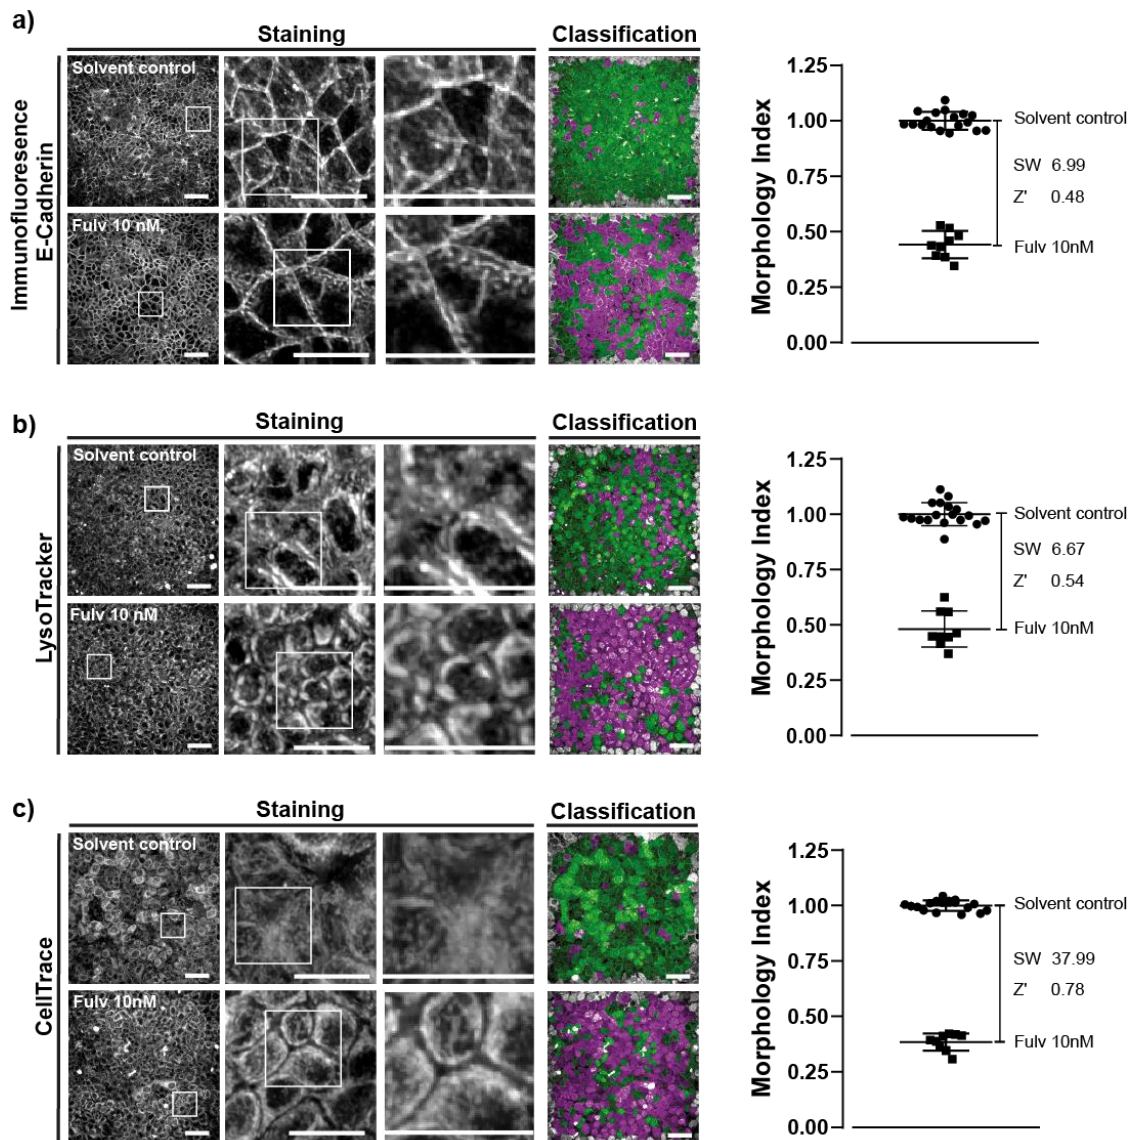 a)
Staining
Classification
Immunofluoresence
E-Cadherin
Solvent control
Fulv 10 nM
Morphology Index
1.25
1.00
0.75
0.50
0.25
0.00
Solvent control
SW 6.99
Z' 0.48
Fulv 10nM
b)
Staining
Classification
LysoTracker
Solvent control
Fulv 10 nM
Morphology Index
1.25
1.00
0.75
0.50
0.25
0.00
Solvent control
SW 6.67
Z' 0.54
Fulv 10nM
c)
Staining
Classification
CellTrace
Solvent control
Fulv 10nM
Morphology Index
1.25
1.00
0.75
0.50
0.25
0.00
Solvent control
SW 37.99
Z' 0.78
Fulv 10nM